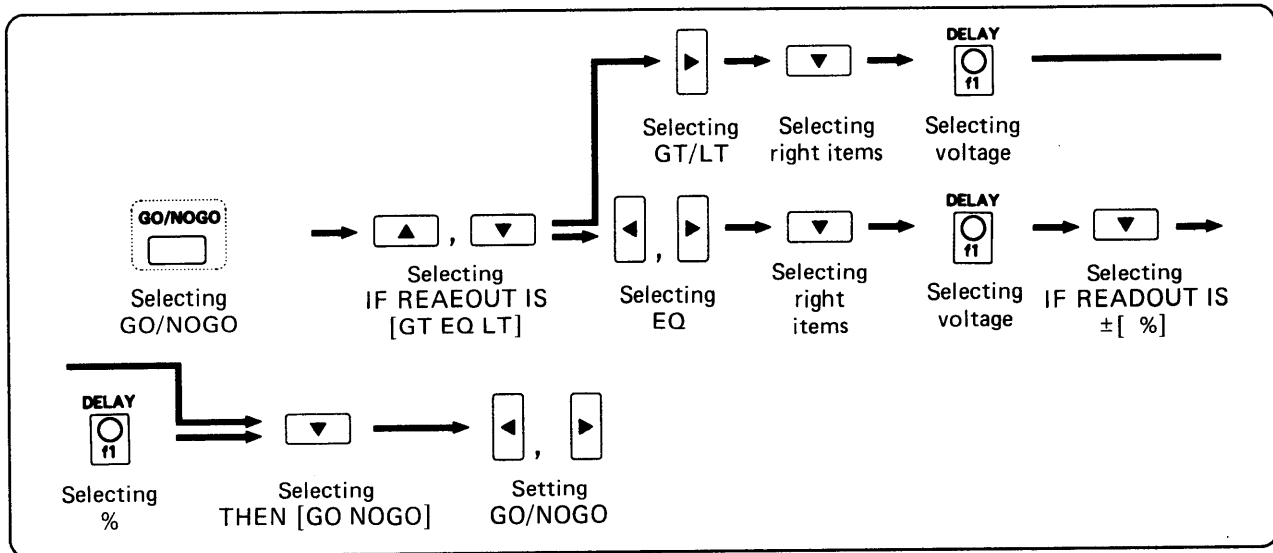 DELAY
f1
Selecting
GT/LT
Selecting
right items
Selecting
voltage
GO/NOGO
Selecting
GO/NOGO
,
Selecting
IF REAEOUT IS
[GT EQ LT]
,
Selecting
EQ
Selecting
right
items
DELAY
f1
Selecting
voltage
Selecting
IF READOUT IS
±[ %]
DELAY
f1
Selecting
%
Selecting
THEN [GO NOGO]
,
Setting
GO/NOGO